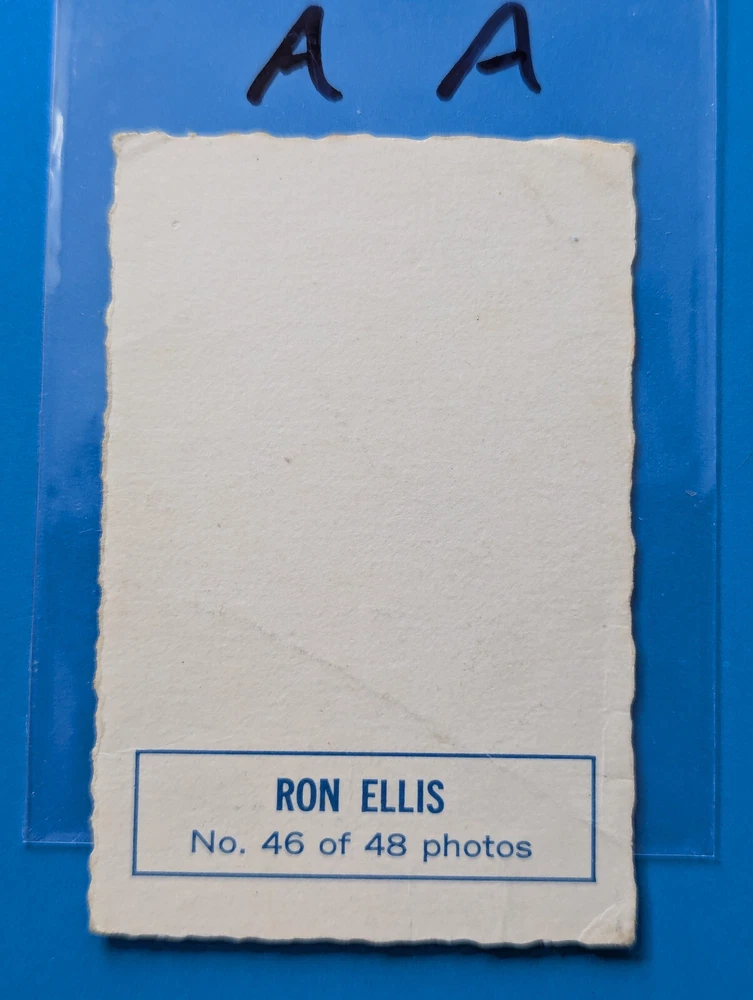 A A
RON ELLIS
No. 46 of 48 photos